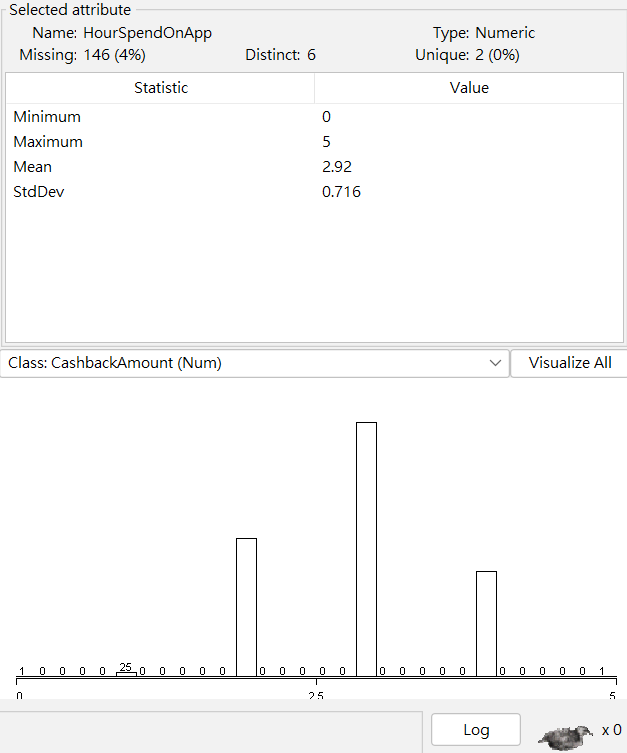 Selected attribute
Name: HourSpendOnApp Type: Numeric
Missing: 146 (4%) Distinct: 6 Unique: 2 (0%)
Statistic Value
Minimum 0
Maximum 5
Mean 2.92
StdDev 0.716
Class: CashbackAmount (Num) Visualize All
1 0 0 0 0 25 0 0 0 0 0 0 0 0 0 0 0 0 0 0 0 0 0 0 0 1
0 2.5 5
Log x 0